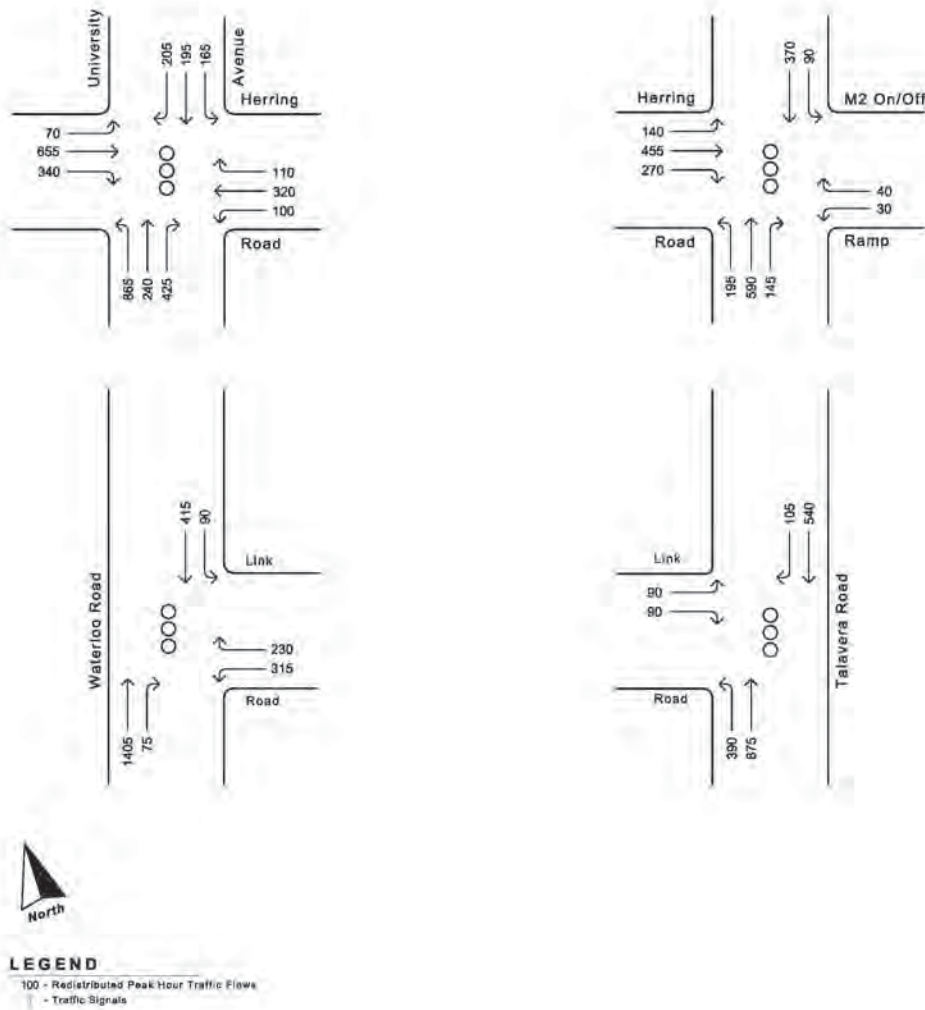 University
Avenue
205
195
165
Herring
70
655
340
110
320
100
Road
865
240
425
370
90
Herring
M2 On/Off
140
455
270
40
30
Road
Ramp
195
590
145
Waterloo Road
415
90
Link
230
315
Road
1405
75
105
540
Link
90
90
Talavera Road
Road
390
875
North
LEGEND
100 - Redistributed Peak Hour Traffic Flows
- Traffic Signals